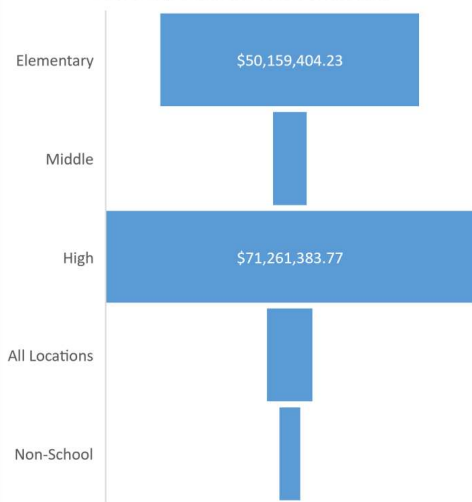 Elementary
$50,159,404.23
Middle
High
$71,261,383.77
All Locations
Non-School